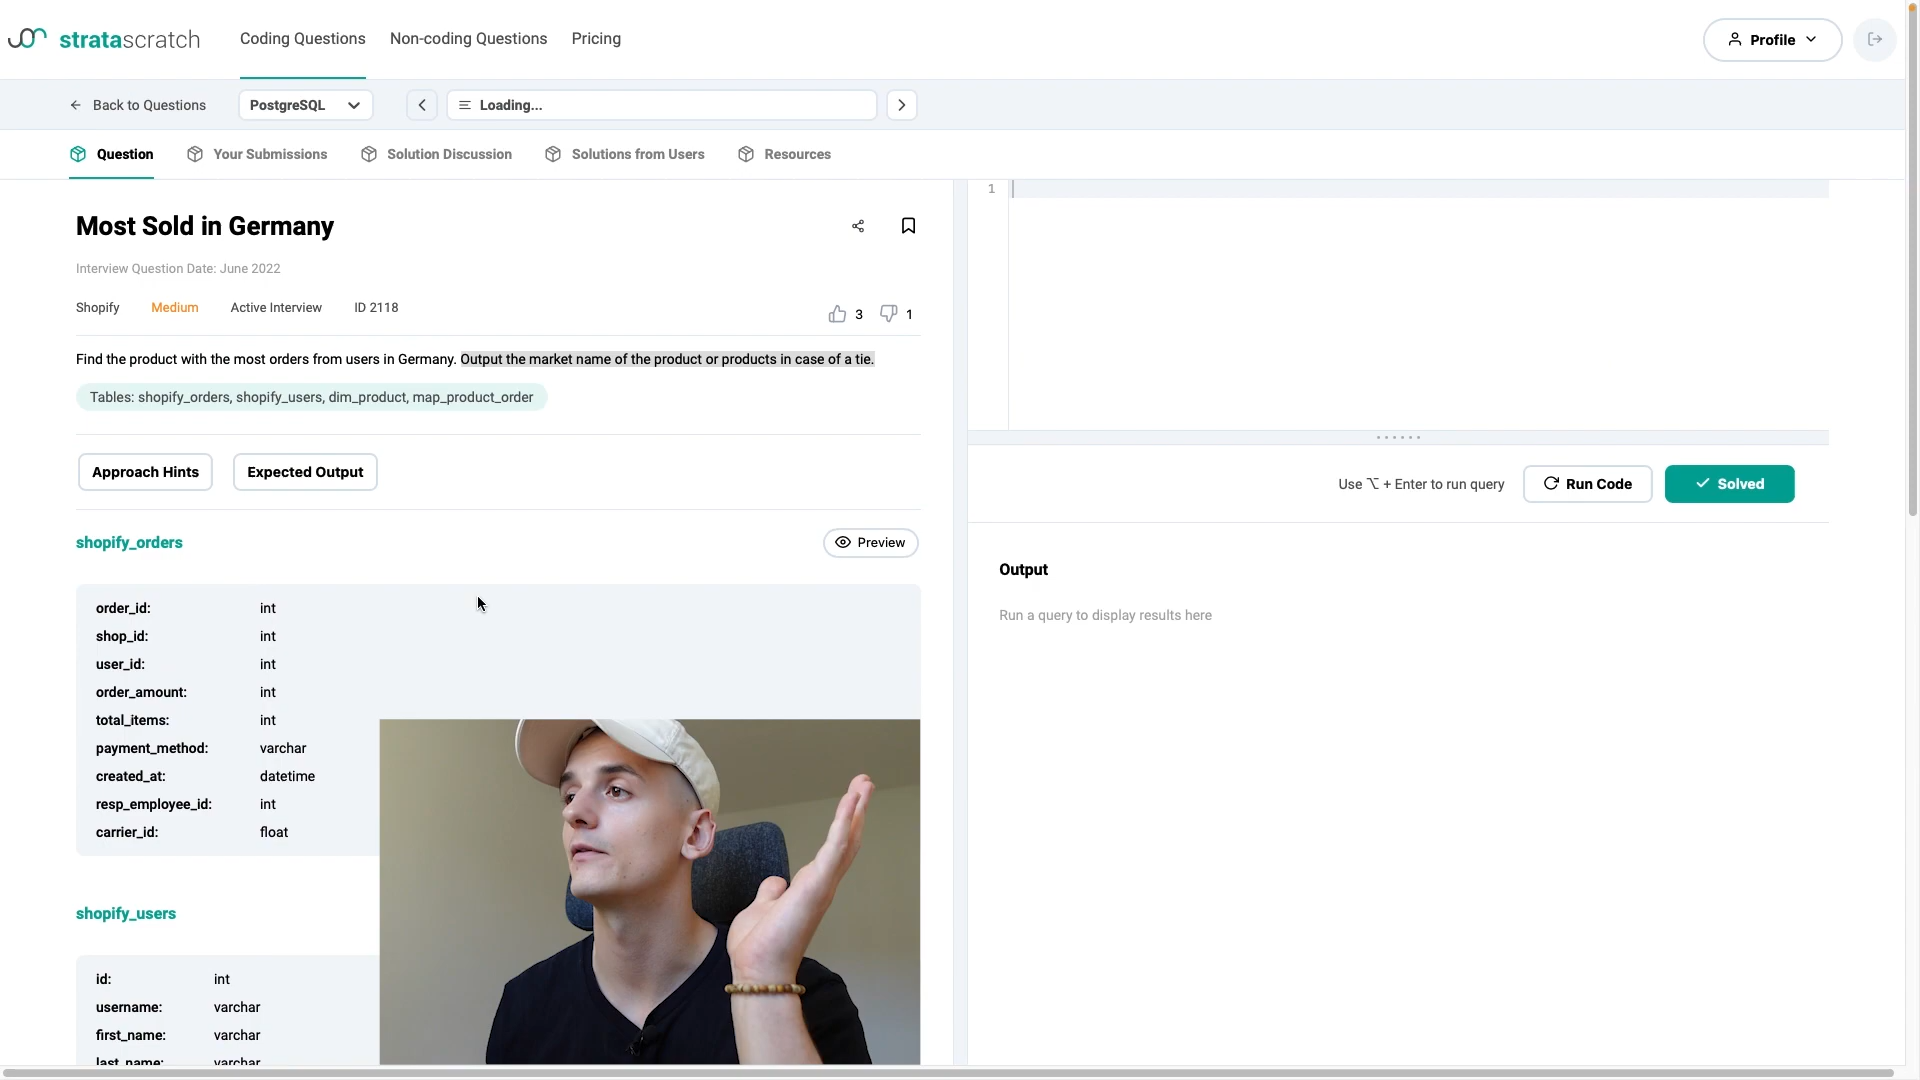 stratascratch
Coding Questions
Non-coding Questions
Pricing
Profile
Back to Questions
PostgreSQL
Loading...
Question
Your Submissions
Solution Discussion
Solutions from Users
Resources
Most Sold in Germany
Interview Question Date: June 2022
Shopify Medium Active Interview ID 2118
3 1
Find the product with the most orders from users in Germany. Output the market name of the product or products in case of a tie.
Tables: shopify_orders, shopify_users, dim_product, map_product_order
Approach Hints
Expected Output
shopify_orders
Preview
order_id: int
shop_id: int
user_id: int
order_amount: int
total_items: int
payment_method: varchar
created_at: datetime
resp_employee_id: int
carrier_id: float
shopify_users
id: int
username: varchar
first_name: varchar
last_name: varchar
1
Use ⌥ + Enter to run query
Run Code
Solved
Output
Run a query to display results here